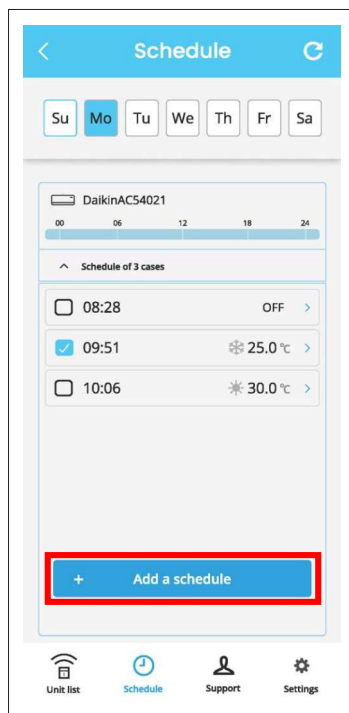 Schedule
Su Mo Tu We Th Fr Sa
DaikinAC54021
00 06 12 18 24
Schedule of 3 cases
08:28 OFF >
09:51 25.0 ℃ >
10:06 30.0 ℃ >
+ Add a schedule
Unit list Schedule Support Settings